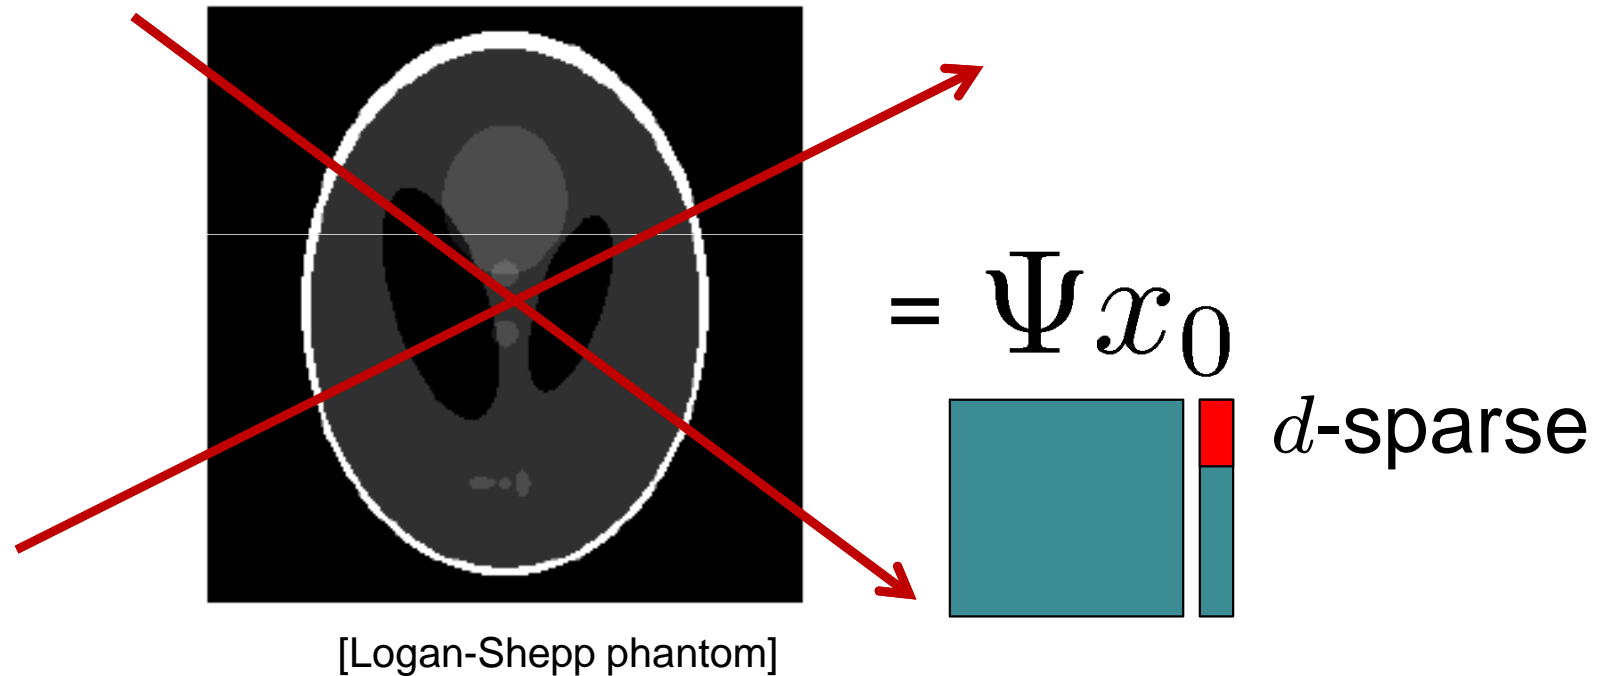 = Ψx₀
d-sparse
[Logan-Shepp phantom]